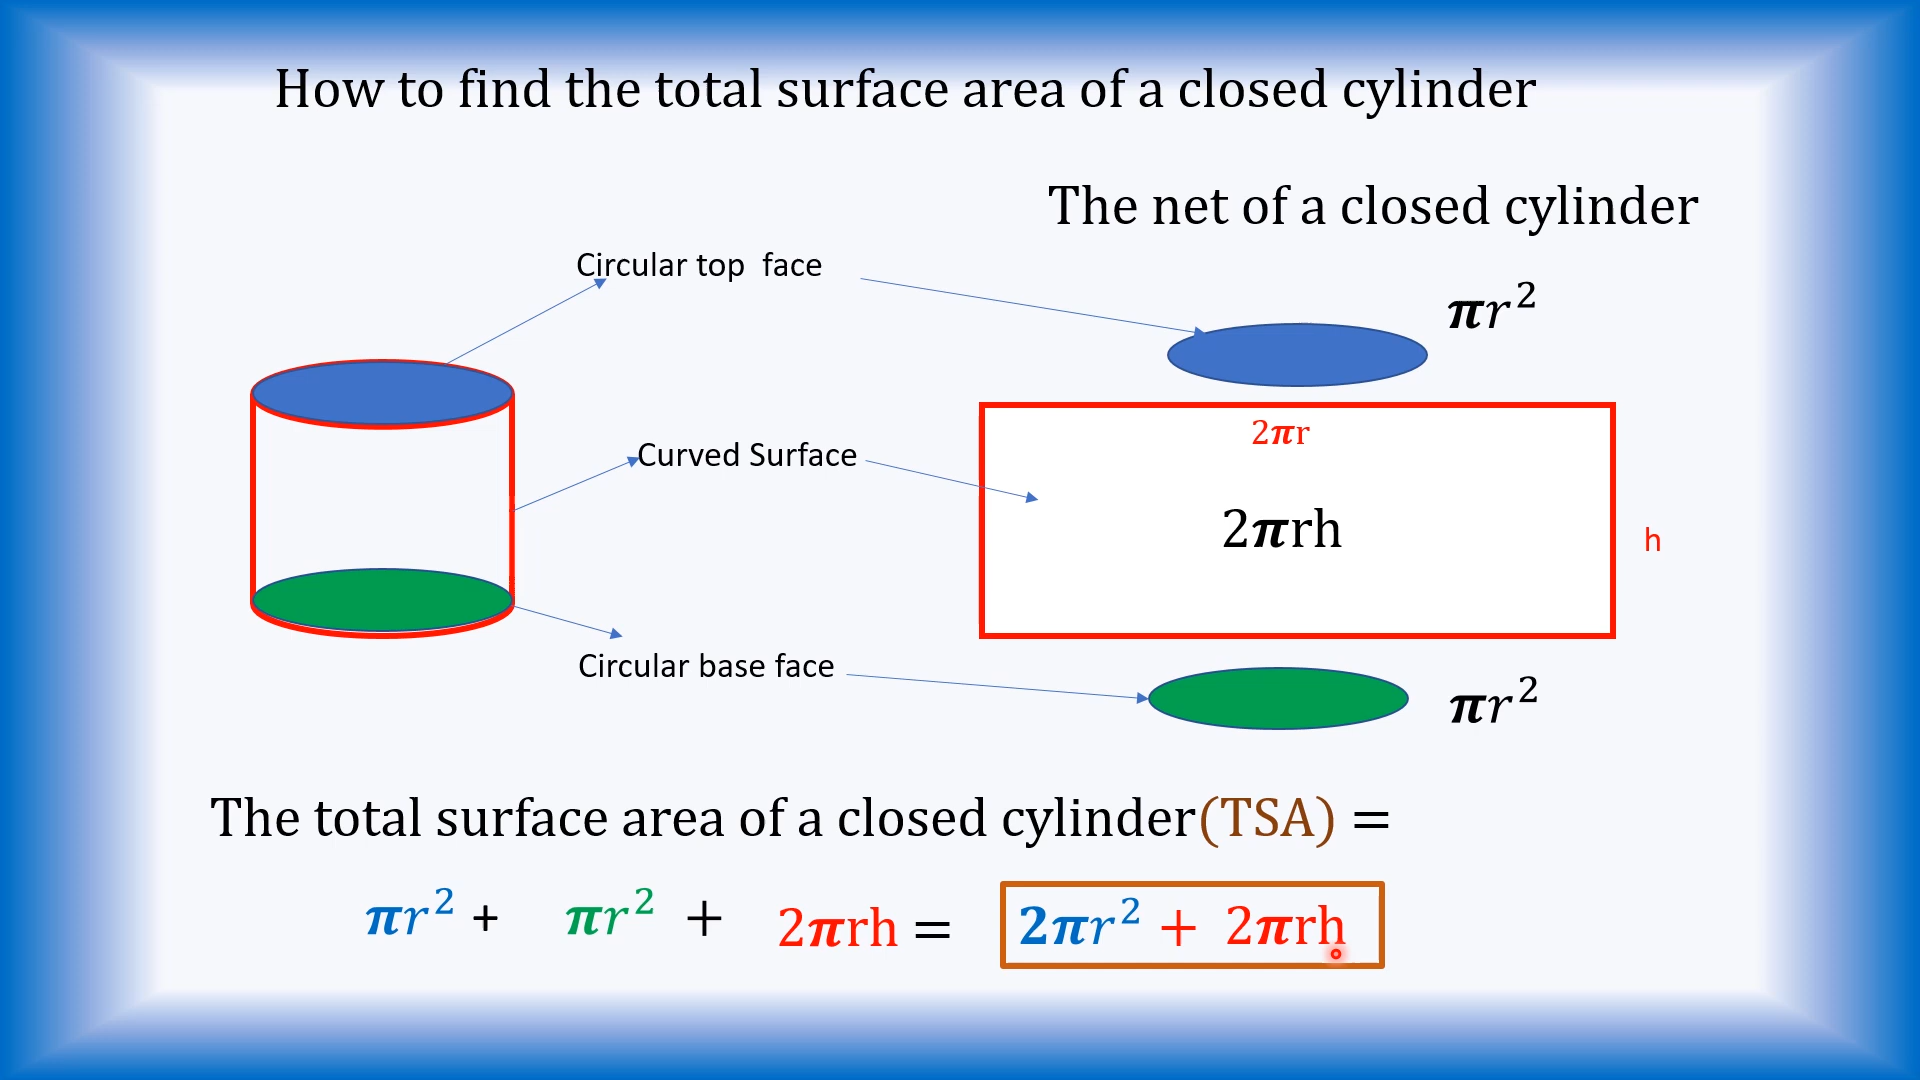 How to find the total surface area of a closed cylinder
The net of a closed cylinder
Circular top face
𝝅r²
2𝝅r
Curved Surface
2𝝅rh
h
Circular base face
𝝅r²
The total surface area of a closed cylinder(TSA) =
𝝅r² + 𝝅r² + 2𝝅rh = 2𝝅r² + 2𝝅rh